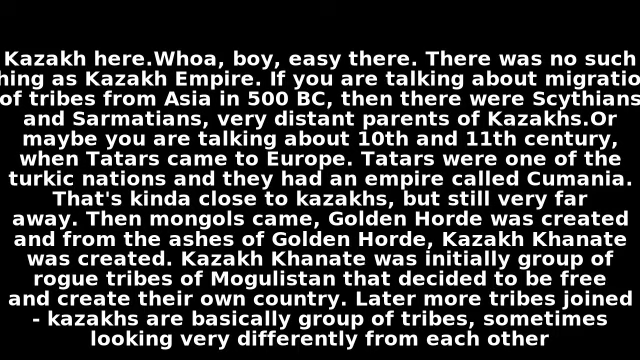 Kazakh here.Whoa, boy, easy there. There was no such
hing as Kazakh Empire. If you are talking about migratio
of tribes from Asia in 500 BC, then there were Scythians
and Sarmatians, very distant parents of Kazakhs.Or
maybe you are talking about 10th and 11th century,
when Tatars came to Europe. Tatars were one of the
turkic nations and they had an empire called Cumania.
That's kinda close to kazakhs, but still very far
away. Then mongols came, Golden Horde was created
and from the ashes of Golden Horde, Kazakh Khanate
was created. Kazakh Khanate was initially group of
rogue tribes of Mogulistan that decided to be free
and create their own country. Later more tribes joined
- kazakhs are basically group of tribes, sometimes
looking very differently from each other